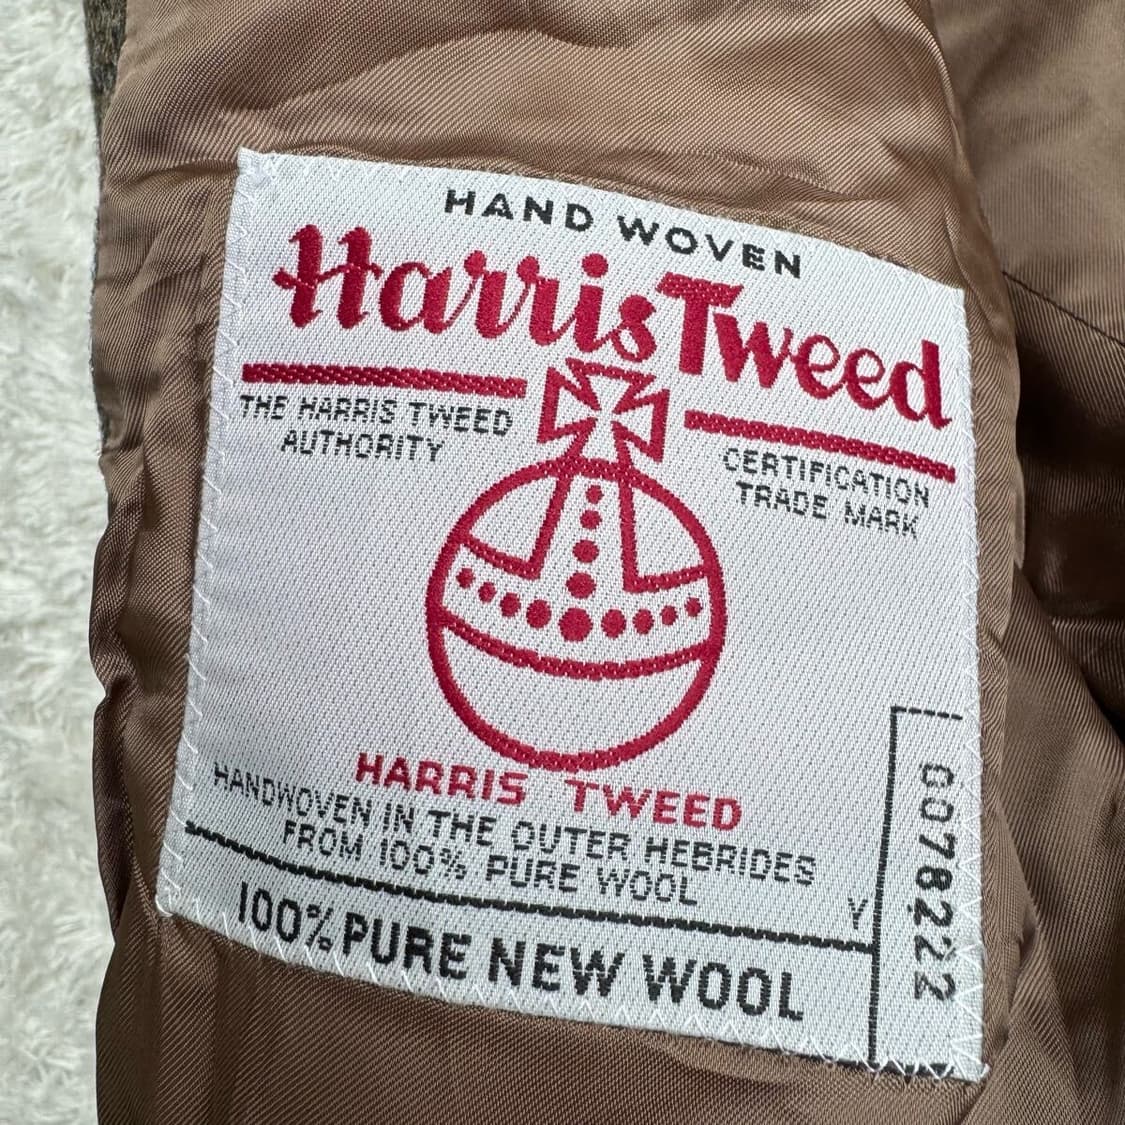 HAND WOVEN
Harris Tweed
THE HARRIS TWEED
AUTHORITY
CERTIFICATION
TRADE MARK
HARRIS TWEED
HANDWOVEN IN THE OUTER HEBRIDES
FROM 100% PURE WOOL
Y
100% PURE NEW WOOL
6078222